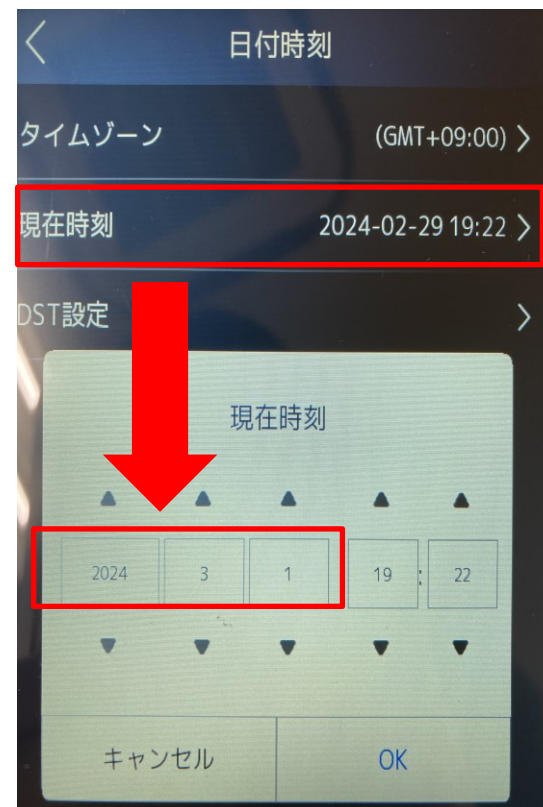 日付時刻
タイムゾーン (GMT+09:00)
現在時刻 2024-02-29 19:22
DST設定
現在時刻
2024 3 1 19 : 22
キャンセル OK